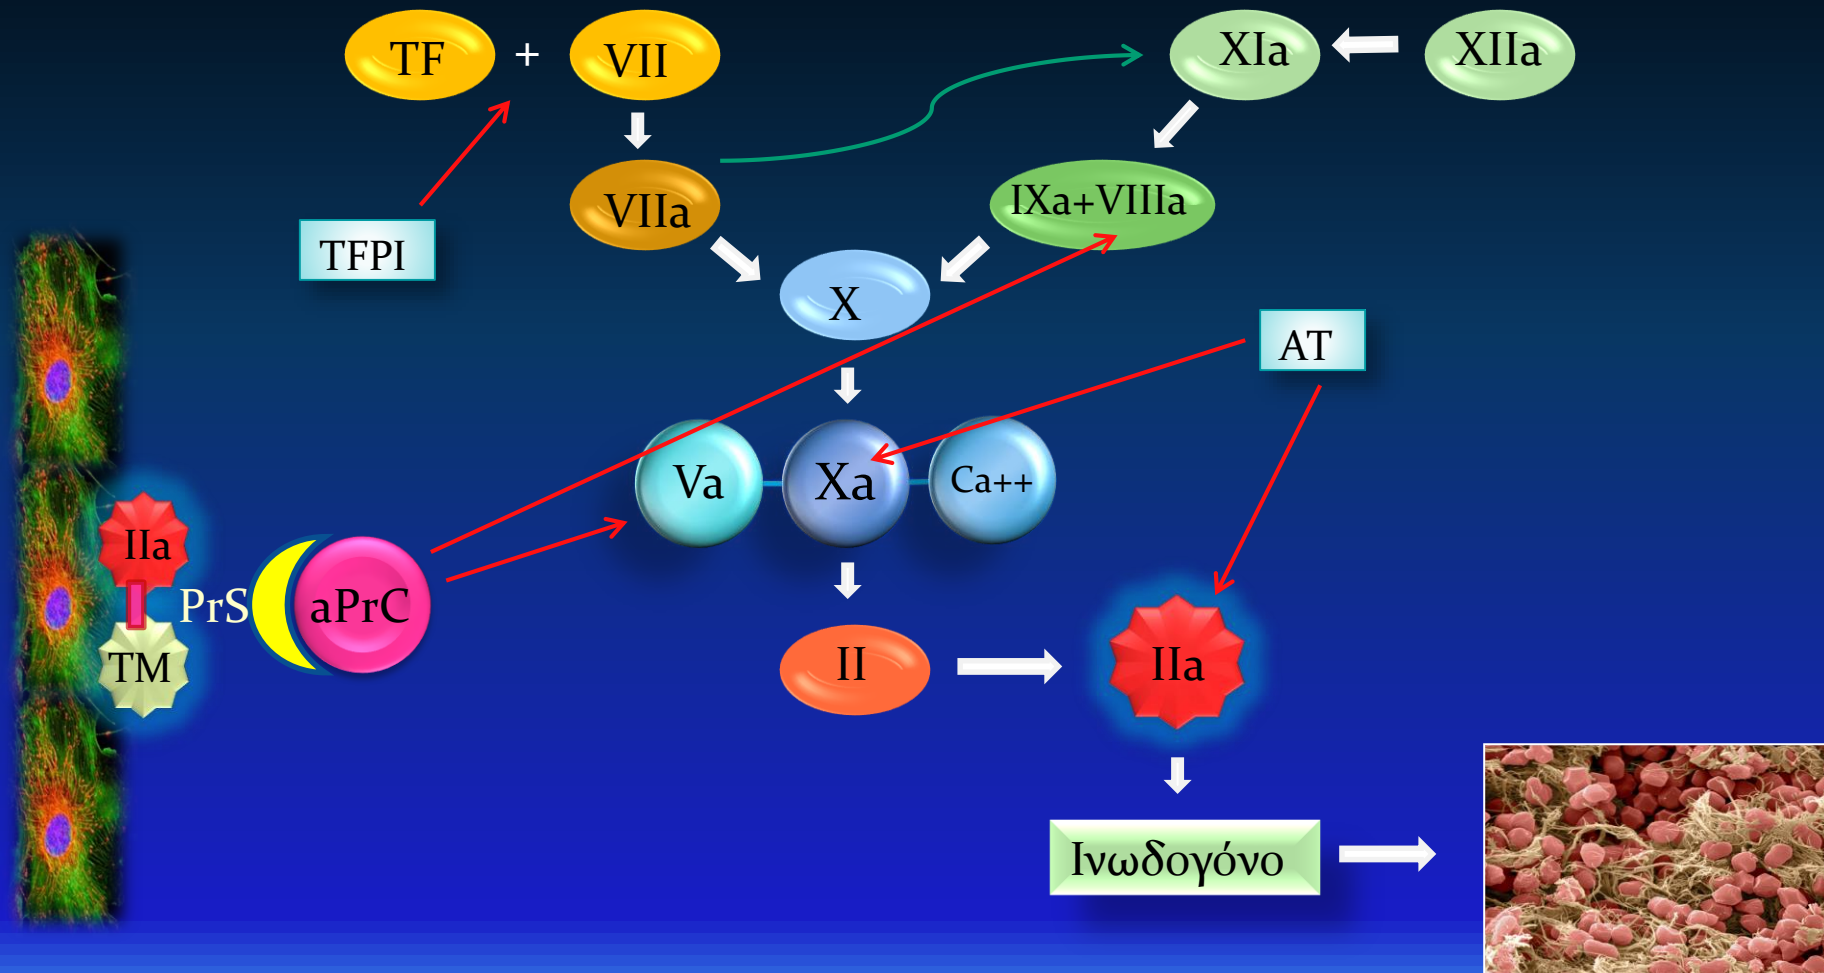 TF + VII
XIa
XIIa
VIIa
IXa+VIIIa
TFPI
X
AT
Va
Xa
Ca++
IIa
PrS
aPrC
TM
II
IIa
Ινωδογόνο